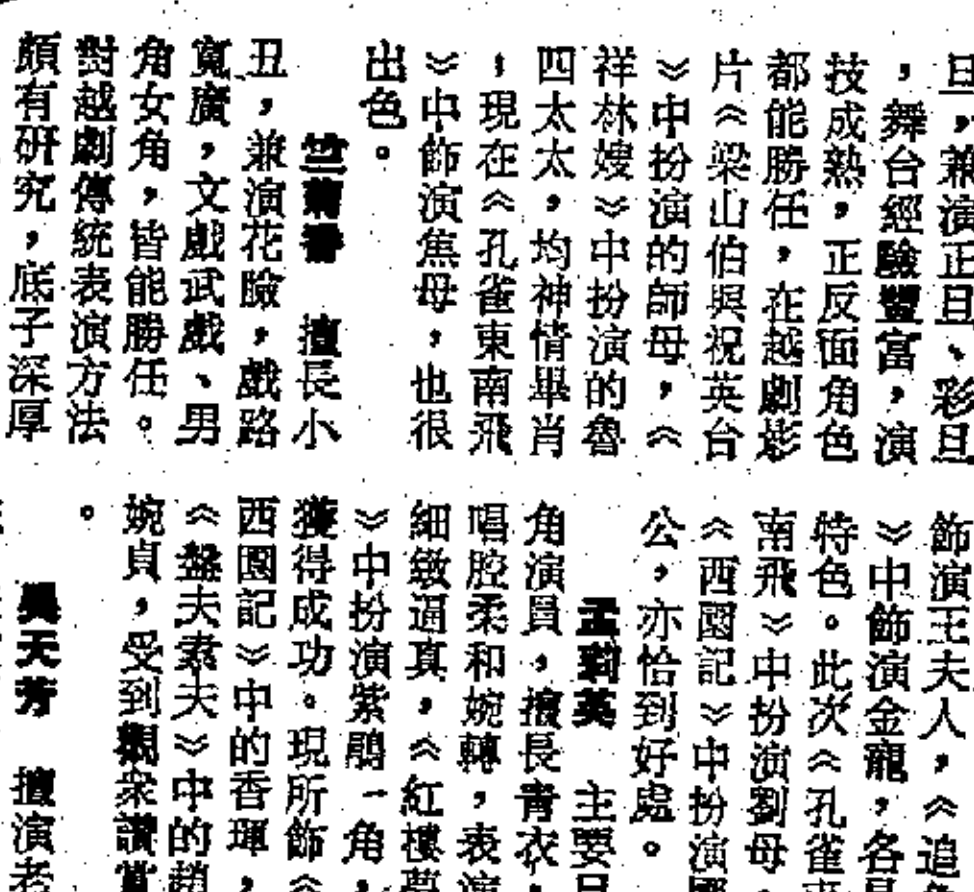 旦，兼演正旦、彩旦
，舞台經驗豐富，演
技成熟，正反面角色
都能勝任，在越劇影
片《梁山伯與祝英台
》中扮演的師母，《
祥林嫂》中扮演的魯
四太太，均神情畢肖
，現在《孔雀東南飛
》中飾演焦母，也很
出色。
竺菊香　擅長小
丑，兼演花臉，戲路
寬廣，文戲武戲、男
角女角，皆能勝任。
對越劇傳統表演方法
頗有研究，底子深厚
飾演王夫人，《追
》中飾演金龍，各具
特色。此次《孔雀東
南飛》中扮演劉母，
《西園記》中扮演
公，亦恰到好處。
孟莉英　主要旦
角演員，擅長青衣，
唱腔柔和婉轉，表演
細緻逼真，《紅樓夢
》中扮演紫鵑一角，
獲得成功。現所飾《
西園記》中的香琿，
《盤夫索夫》中的趙
婉貞，受到觀衆讚賞
。
吳天芳　擅演老